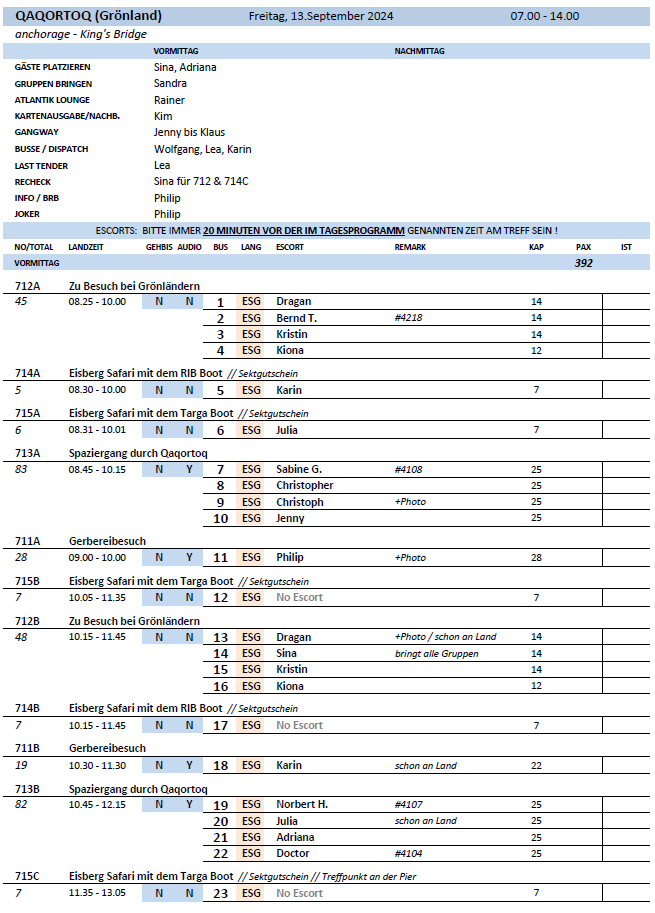 QAQORTOQ (Grönland) Freitag, 13.September 2024 07.00 - 14.00
anchorage - King's Bridge
VORMITTAG NACHMITTAG
GÄSTE PLATZIEREN Sina, Adriana
GRUPPEN BRINGEN Sandra
ATLANTIK LOUNGE Rainer
KARTENAUSGABE/NACHB. Kim
GANGWAY Jenny bis Klaus
BUSSE / DISPATCH Wolfgang, Lea, Karin
LAST TENDER Lea
RECHECK Sina für 712 & 714C
INFO / BRB Philip
JOKER Philip
ESCORTS: BITTE IMMER 20 MINUTEN VOR DER IM TAGESPROGRAMM GENANNTEN ZEIT AM TREFF SEIN !
NO/TOTAL LANDZEIT GEHBIS AUDIO BUS LANG ESCORT REMARK KAP PAX IST
VORMITTAG 392
712A Zu Besuch bei Grönländern
45 08.25 - 10.00 N N 1 ESG Dragan 14
2 ESG Bernd T. #4218 14
3 ESG Kristin 14
4 ESG Kiona 12
714A Eisberg Safari mit dem RIB Boot // Sektgutschein
5 08.30 - 10.00 N N 5 ESG Karin 7
715A Eisberg Safari mit dem Targa Boot // Sektgutschein
6 08.31 - 10.01 N N 6 ESG Julia 7
713A Spaziergang durch Qaqortoq
83 08.45 - 10.15 N Y 7 ESG Sabine G. #4108 25
8 ESG Christopher 25
9 ESG Christoph +Photo 25
10 ESG Jenny 25
711A Gerbereibesuch
28 09.00 - 10.00 N Y 11 ESG Philip +Photo 28
715B Eisberg Safari mit dem Targa Boot // Sektgutschein
7 10.05 - 11.35 N N 12 ESG No Escort 7
712B Zu Besuch bei Grönländern
48 10.15 - 11.45 N N 13 ESG Dragan +Photo / schon an Land 14
14 ESG Sina bringt alle Gruppen 14
15 ESG Kristin 14
16 ESG Kiona 12
714B Eisberg Safari mit dem RIB Boot // Sektgutschein
7 10.15 - 11.45 N N 17 ESG No Escort 7
711B Gerbereibesuch
19 10.30 - 11.30 N Y 18 ESG Karin schon an Land 22
713B Spaziergang durch Qaqortoq
82 10.45 - 12.15 N Y 19 ESG Norbert H. #4107 25
20 ESG Julia schon an Land 25
21 ESG Adriana 25
22 ESG Doctor #4104 25
715C Eisberg Safari mit dem Targa Boot // Sektgutschein // Treffpunkt an der Pier
7 11.35 - 13.05 N N 23 ESG No Escort 7